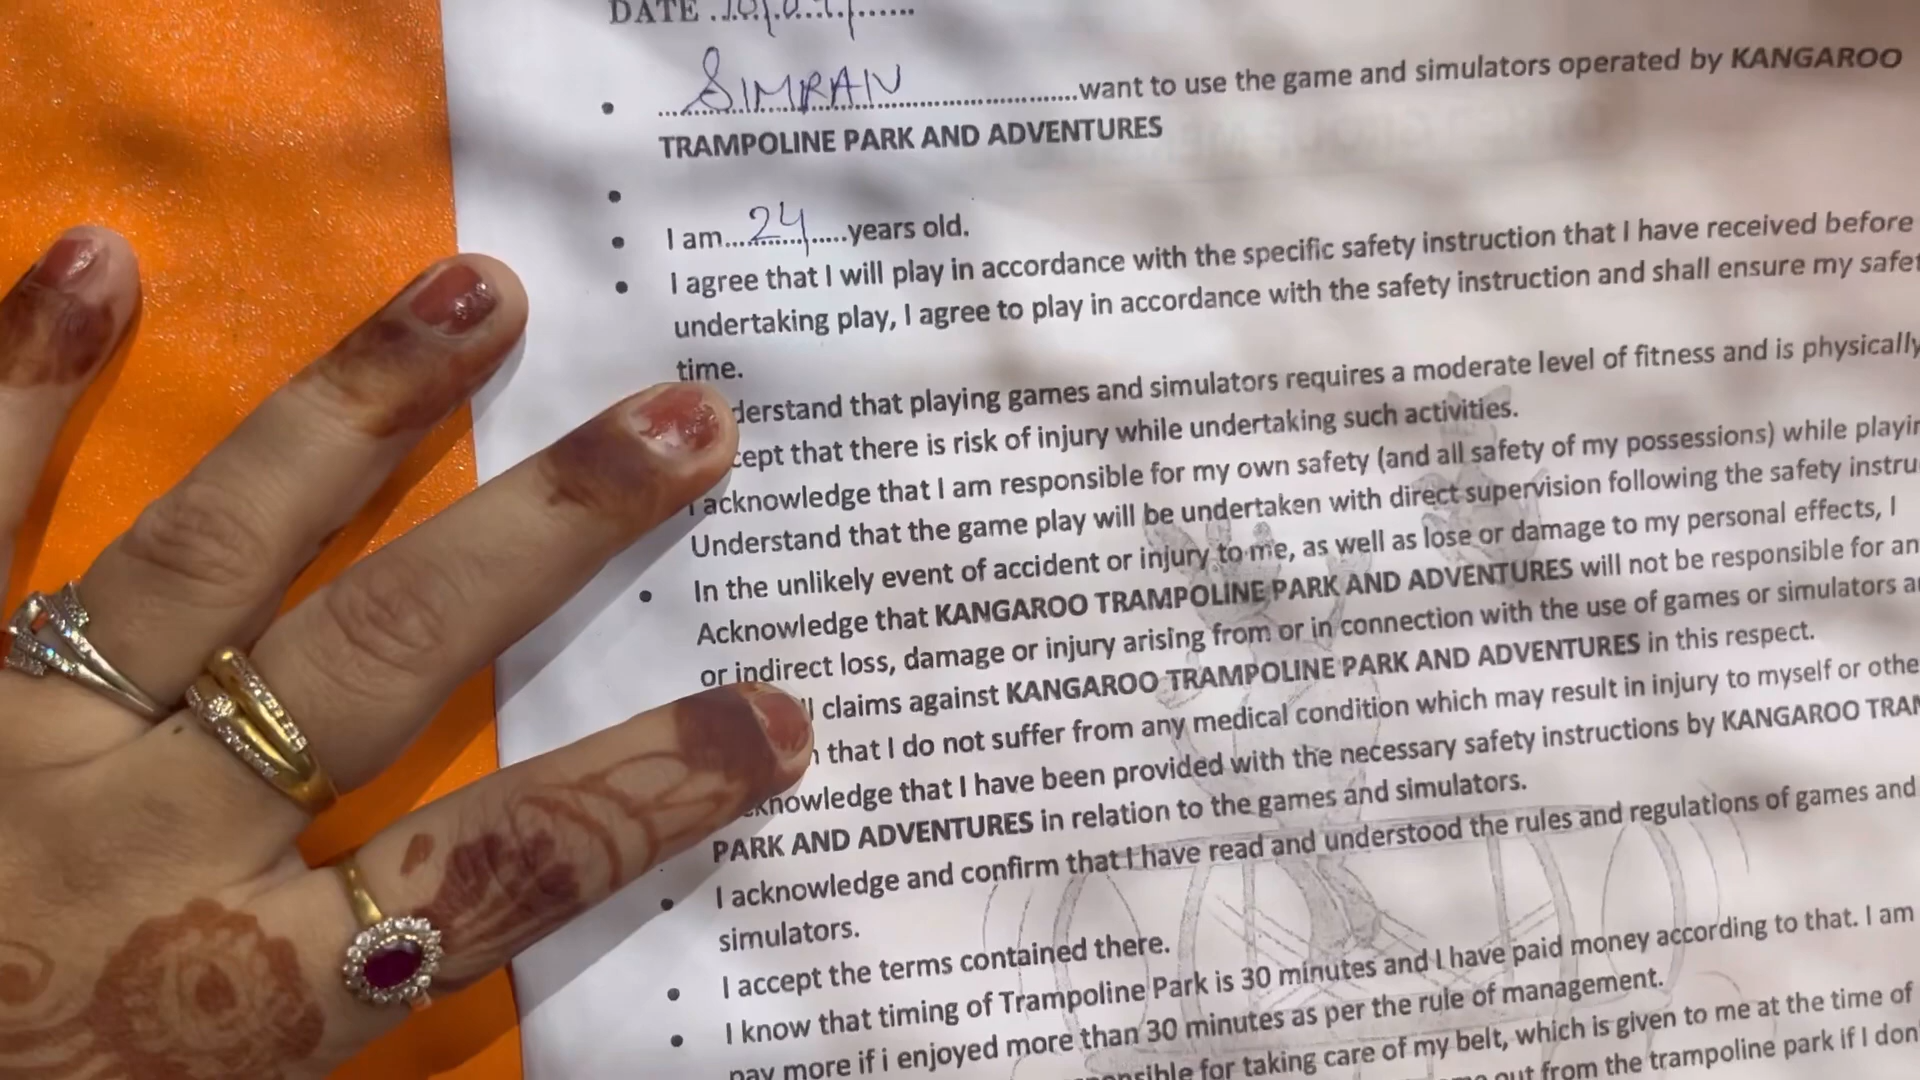 DATE
SIMRAN want to use the game and simulators operated by KANGAROO
TRAMPOLINE PARK AND ADVENTURES
I am...24...years old.
I agree that I will play in accordance with the specific safety instruction that I have received before
undertaking play, I agree to play in accordance with the safety instruction and shall ensure my safet
time.
derstand that playing games and simulators requires a moderate level of fitness and is physically
cept that there is risk of injury while undertaking such activities.
I acknowledge that I am responsible for my own safety (and all safety of my possessions) while playin
Understand that the game play will be undertaken with direct supervision following the safety instru
In the unlikely event of accident or injury to me, as well as lose or damage to my personal effects, I
Acknowledge that KANGAROO TRAMPOLINE PARK AND ADVENTURES will not be responsible for an
or indirect loss, damage or injury arising from or in connection with the use of games or simulators
claims against KANGAROO TRAMPOLINE PARK AND ADVENTURES in this respect.
that I do not suffer from any medical condition which may result in injury to myself or othe
knowledge that I have been provided with the necessary safety instructions by KANGAROO TRAM
PARK AND ADVENTURES in relation to the games and simulators.
I acknowledge and confirm that I have read and understood the rules and regulations of games and
simulators.
I accept the terms contained there.
I know that timing of Trampoline Park is 30 minutes and I have paid money according to that. I am
pay more if i enjoyed more than 30 minutes as per the rule of management.
for taking care of my belt, which is given to me at the time of
out from the trampoline park if I don